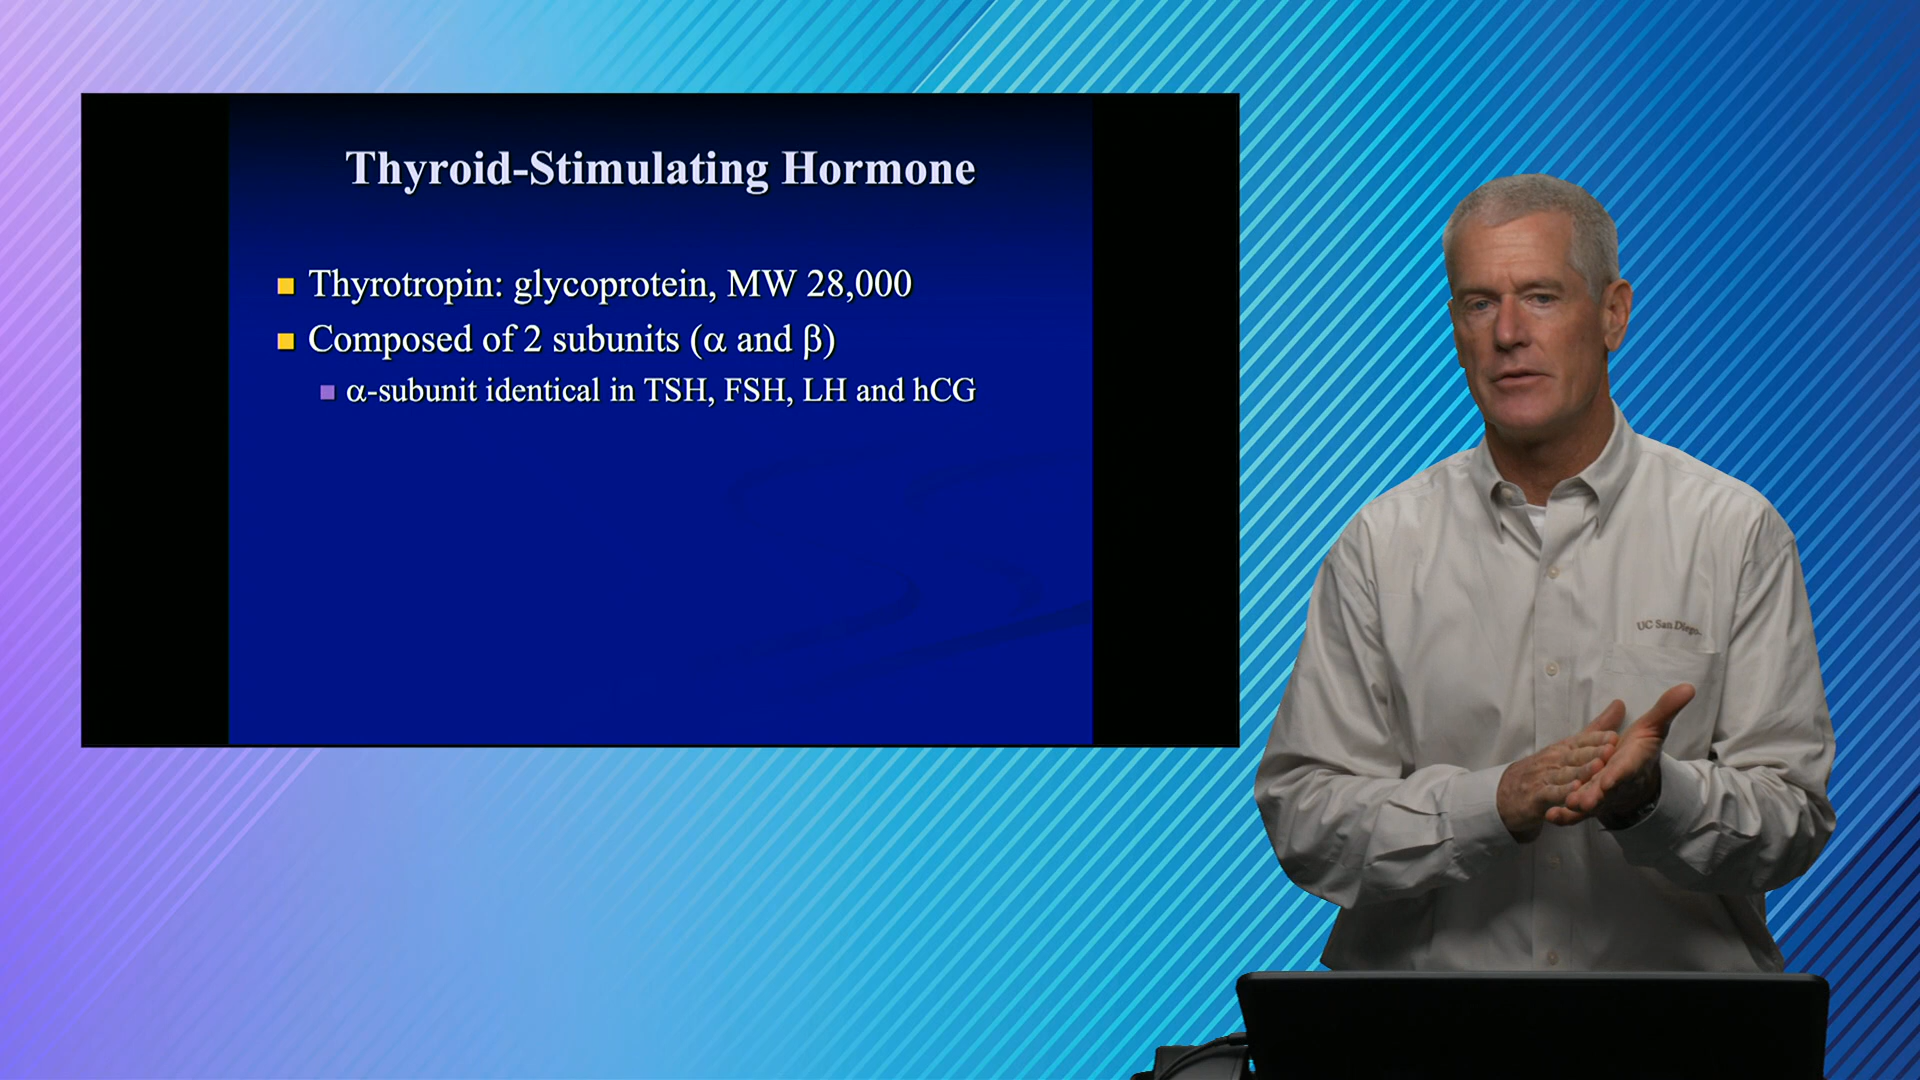 Thyroid-Stimulating Hormone
Thyrotropin: glycoprotein, MW 28,000
Composed of 2 subunits (α and β)
α-subunit identical in TSH, FSH, LH and hCG
UC San Diego